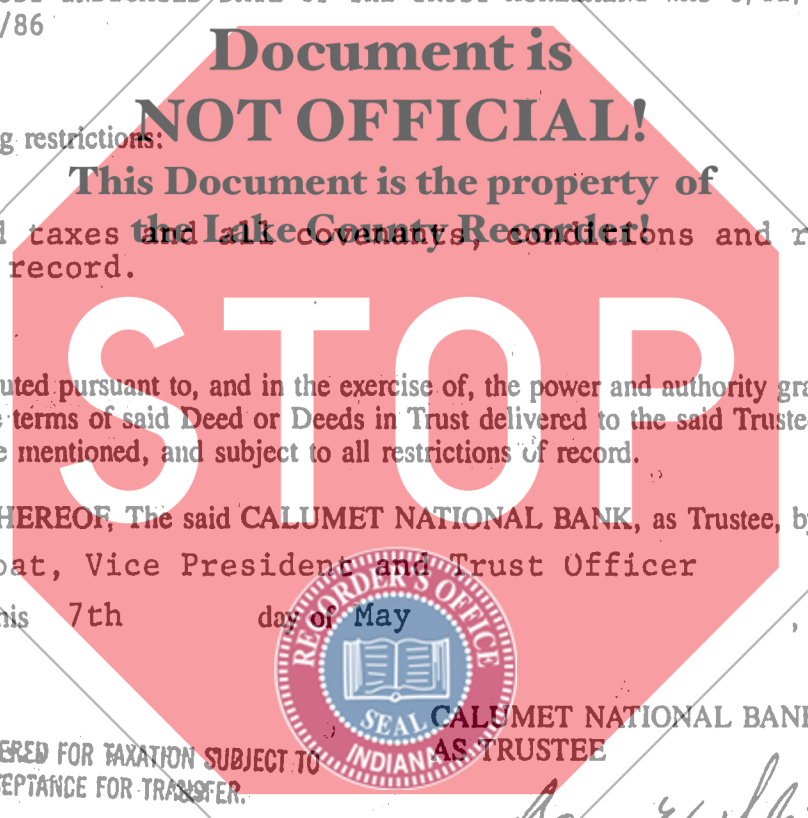 /86
Document is
NOT OFFICIAL!
g restrictions:
This Document is the property of
the Lake County Recorder!
taxes and all covenants, conditions and r
record.
STOP
uted pursuant to, and in the exercise of, the power and authority gra
terms of said Deed or Deeds in Trust delivered to the said Truste
e mentioned, and subject to all restrictions of record.
HEREOF, The said CALUMET NATIONAL BANK, as Trustee, b
oat, Vice President and Trust Officer
his 7th day of May ,
RECORDER'S OFFICE
SEAL
INDIANA
CALUMET NATIONAL BANK
AS TRUSTEE
ERED FOR TAXATION SUBJECT TO
EPTANCE FOR TRANSFER.